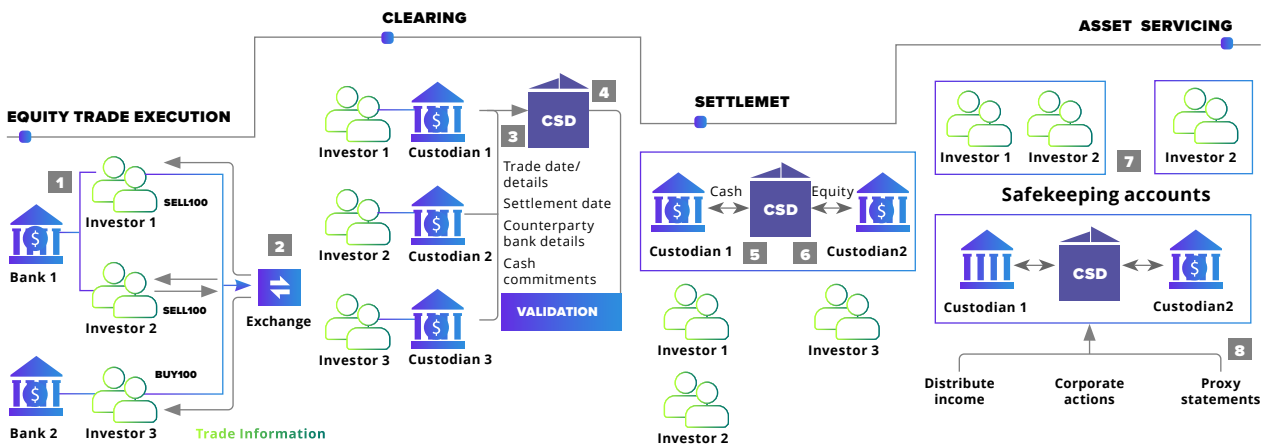 CLEARING
ASSET SERVICING
SETTLEMET
EQUITY TRADE EXECUTION
1
SELL100
Investor 1
$
Bank 1
2
Exchange
Investor 2
SELL100
BUY100
$
Bank 2
Investor 3
Trade Information
$
Investor 1
Custodian 1
3
CSD
4
Trade date/
details
Settlement date
Counterparty
bank details
Cash
commitments
VALIDATION
$
Investor 2
Custodian 2
$
Investor 3
Custodian 3
$
Cash
CSD
Equity
$
Custodian 1
5
6
Custodian2
Investor 1
Investor 3
Investor 2
Investor 1
Investor 2
7
Investor 2
Safekeeping accounts
CSD
$
Custodian 1
Custodian2
8
Distribute
income
Corporate
actions
Proxy
statements